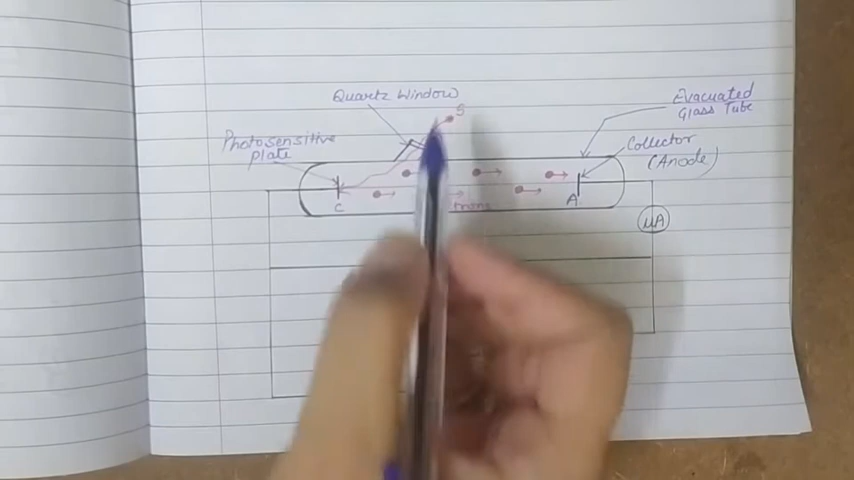 Quartz Window
S
Evacuated
Glass Tube
Photosensitive
plate
Collector
(Anode)
C
A
μA